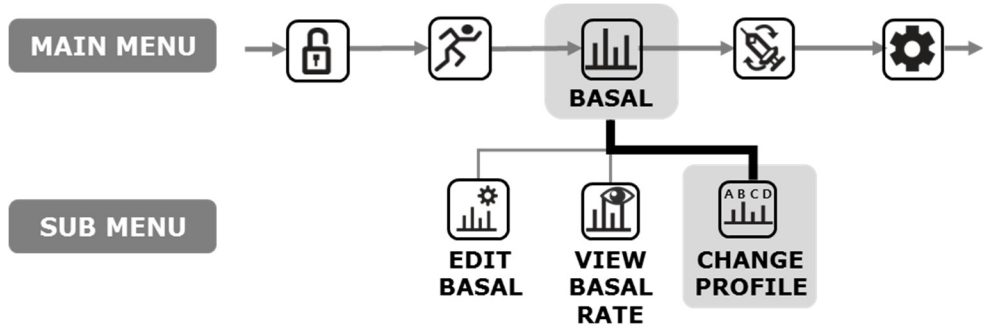 MAIN MENU
BASAL
SUB MENU
A B C D
EDIT
BASAL
VIEW
BASAL
RATE
CHANGE
PROFILE